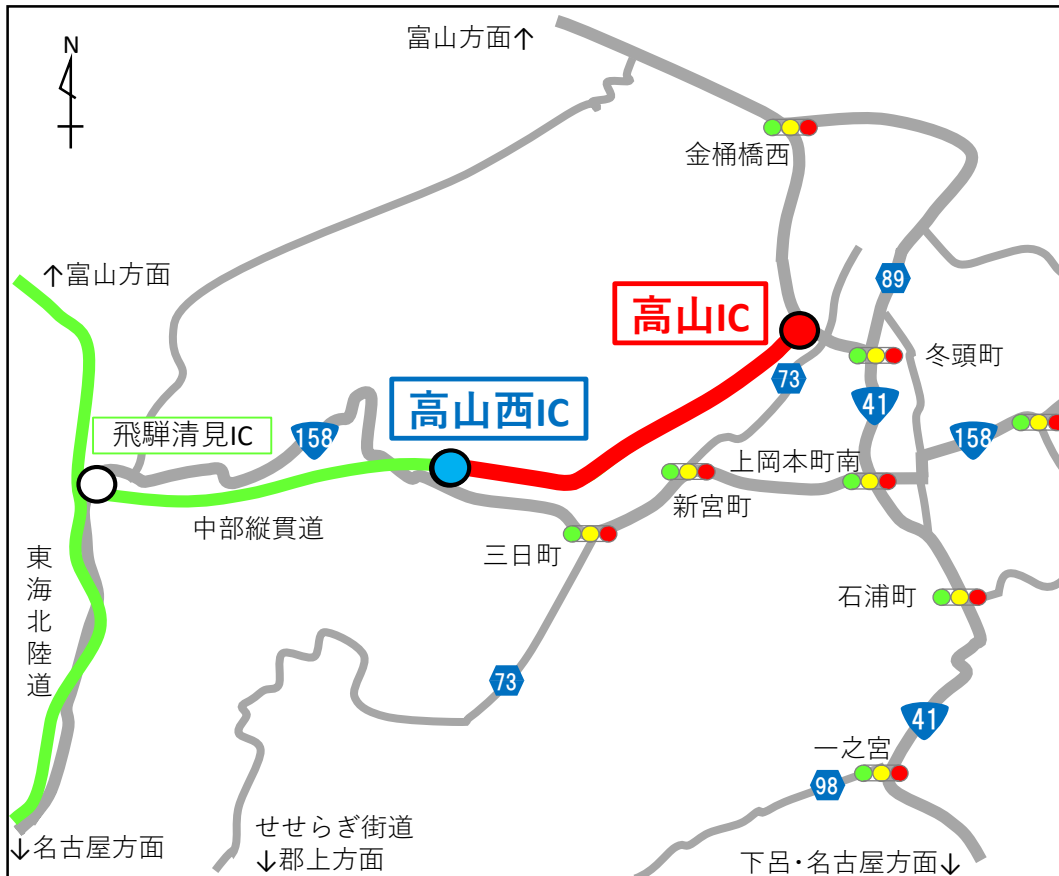 富山方面↑
N
金桶橋西
↑富山方面
89
高山IC
冬頭町
73
高山西IC
41
飛騨清見IC
158
158
上岡本町南
新宮町
中部縦貫道
三日町
東海北陸道
石浦町
73
41
一之宮
98
せせらぎ街道
↓郡上方面
↓名古屋方面
下呂・名古屋方面↓